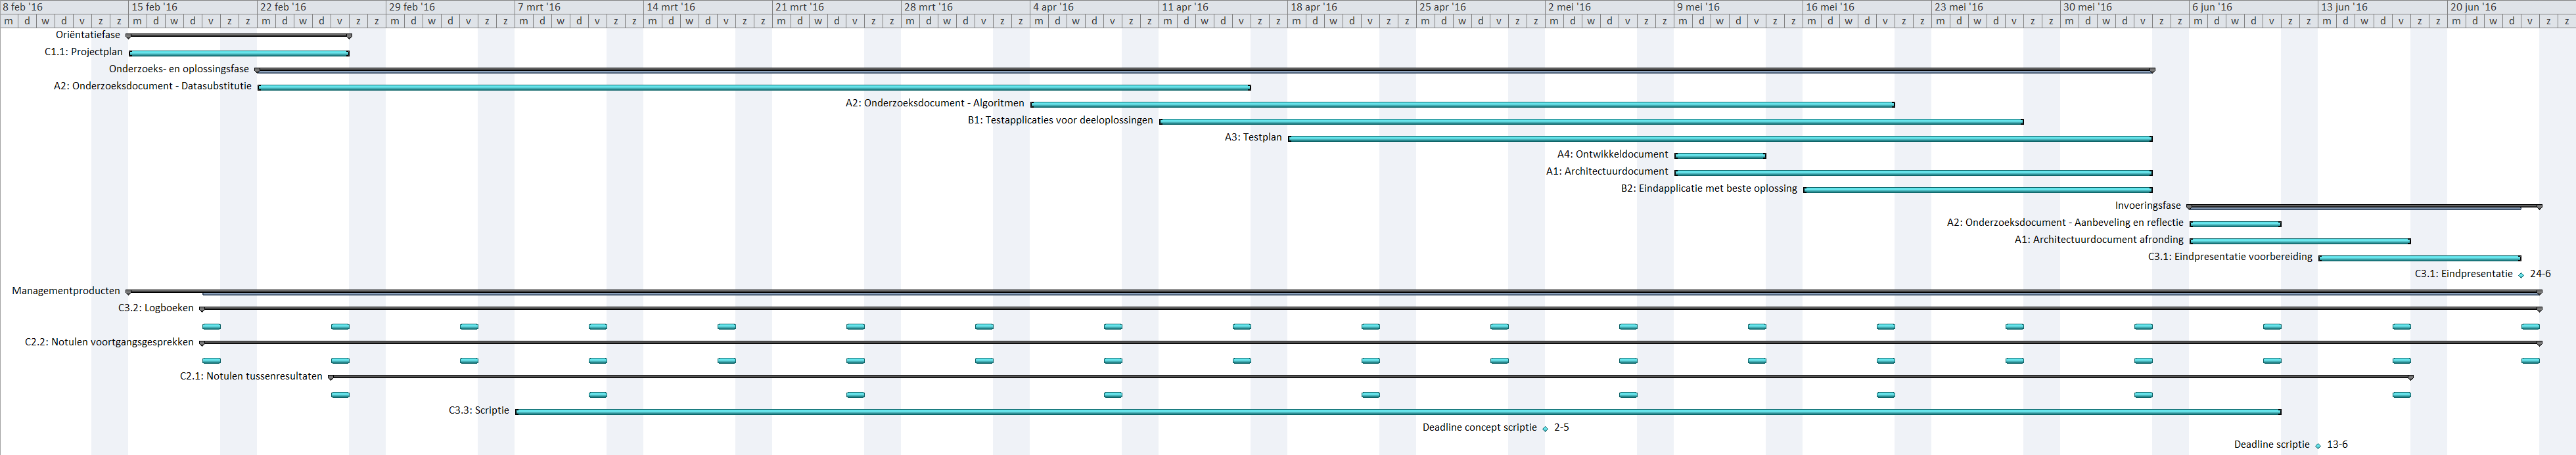 8 feb '16 15 feb '16 22 feb '16 29 feb '16 7 mrt '16 14 mrt '16 21 mrt '16 28 mrt '16 4 apr '16 11 apr '16 18 apr '16 25 apr '16 2 mei '16 9 mei '16 16 mei '16 23 mei '16 30 mei '16 6 jun '16 13 jun '16 20 jun '16
m d w d v z z m d w d v z z m d w d v z z m d w d v z z m d w d v z z m d w d v z z m d w d v z z m d w d v z z m d w d v z z m d w d v z z m d w d v z z m d w d v z z m d w d v z z m d w d v z z m d w d v z z m d w d v z z m d w d v z z m d w d v z z m d w d v z z m d w d v z z
Oriëntatiefase
C1.1: Projectplan
Onderzoeks- en oplossingsfase
A2: Onderzoeksdocument - Datasubstitutie
A2: Onderzoeksdocument - Algoritmen
B1: Testapplicaties voor deeloplossingen
A3: Testplan
A4: Ontwikkeldocument
A1: Architectuurdocument
B2: Eindapplicatie met beste oplossing
Invoeringsfase
A2: Onderzoeksdocument - Aanbeveling en reflectie
A1: Architectuurdocument afronding
C3.1: Eindpresentatie voorbereiding
C3.1: Eindpresentatie 24-6
Managementproducten
C3.2: Logboeken
C2.2: Notulen voortgangsgesprekken
C2.1: Notulen tussenresultaten
C3.3: Scriptie
Deadline concept scriptie 2-5
Deadline scriptie 13-6